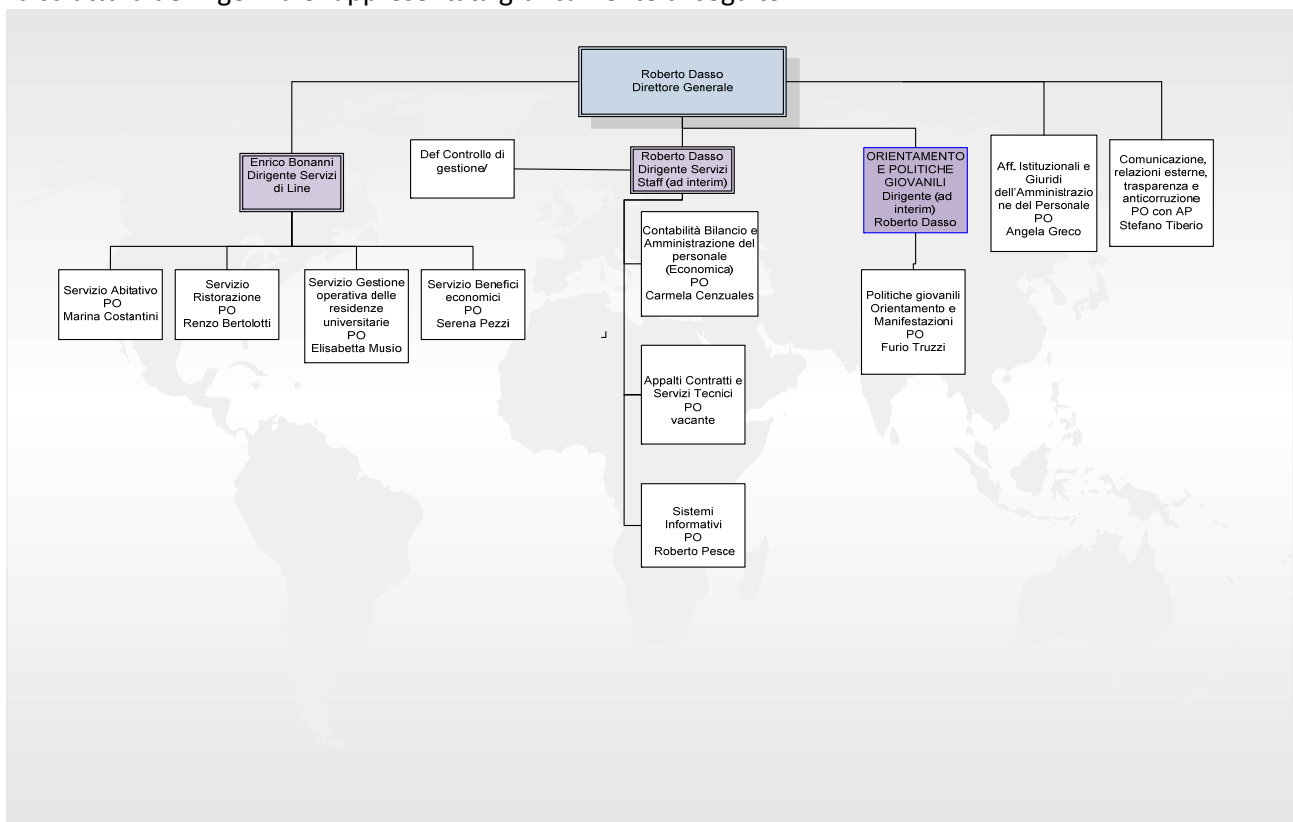 Roberto Dasso
Direttore Generale
Enrico Bonanni
Dirigente Servizi
di Line
Def Controllo di
gestione/
Roberto Dasso
Dirigente Servizi
Staff (ad interim)
ORIENTAMENTO
E POLITICHE
GIOVANILI
Dirigente (ad
interim)
Roberto Dasso
Aff. Istituzionali e
Giuridi
dell'Amministrazio
ne del Personale
PO
Angela Greco
Comunicazione,
relazioni esterne,
trasparenza e
anticorruzione
PO con AP
Stefano Tiberio
Servizio Abitativo
PO
Marina Costantini
Servizio
Ristorazione
PO
Renzo Bertolotti
Servizio Gestione
operativa delle
residenze
universitarie
PO
Elisabetta Musio
Servizio Benefici
economici
PO
Serena Pezzi
Contabilità Bilancio e
Amministrazione del
personale
(Economica)
PO
Carmela Cenzuales
Politiche giovanili
Orientamento e
Manifestazioni
PO
Furio Truzzi
Appalti Contratti e
Servizi Tecnici
PO
vacante
Sistemi
Informativi
PO
Roberto Pesce